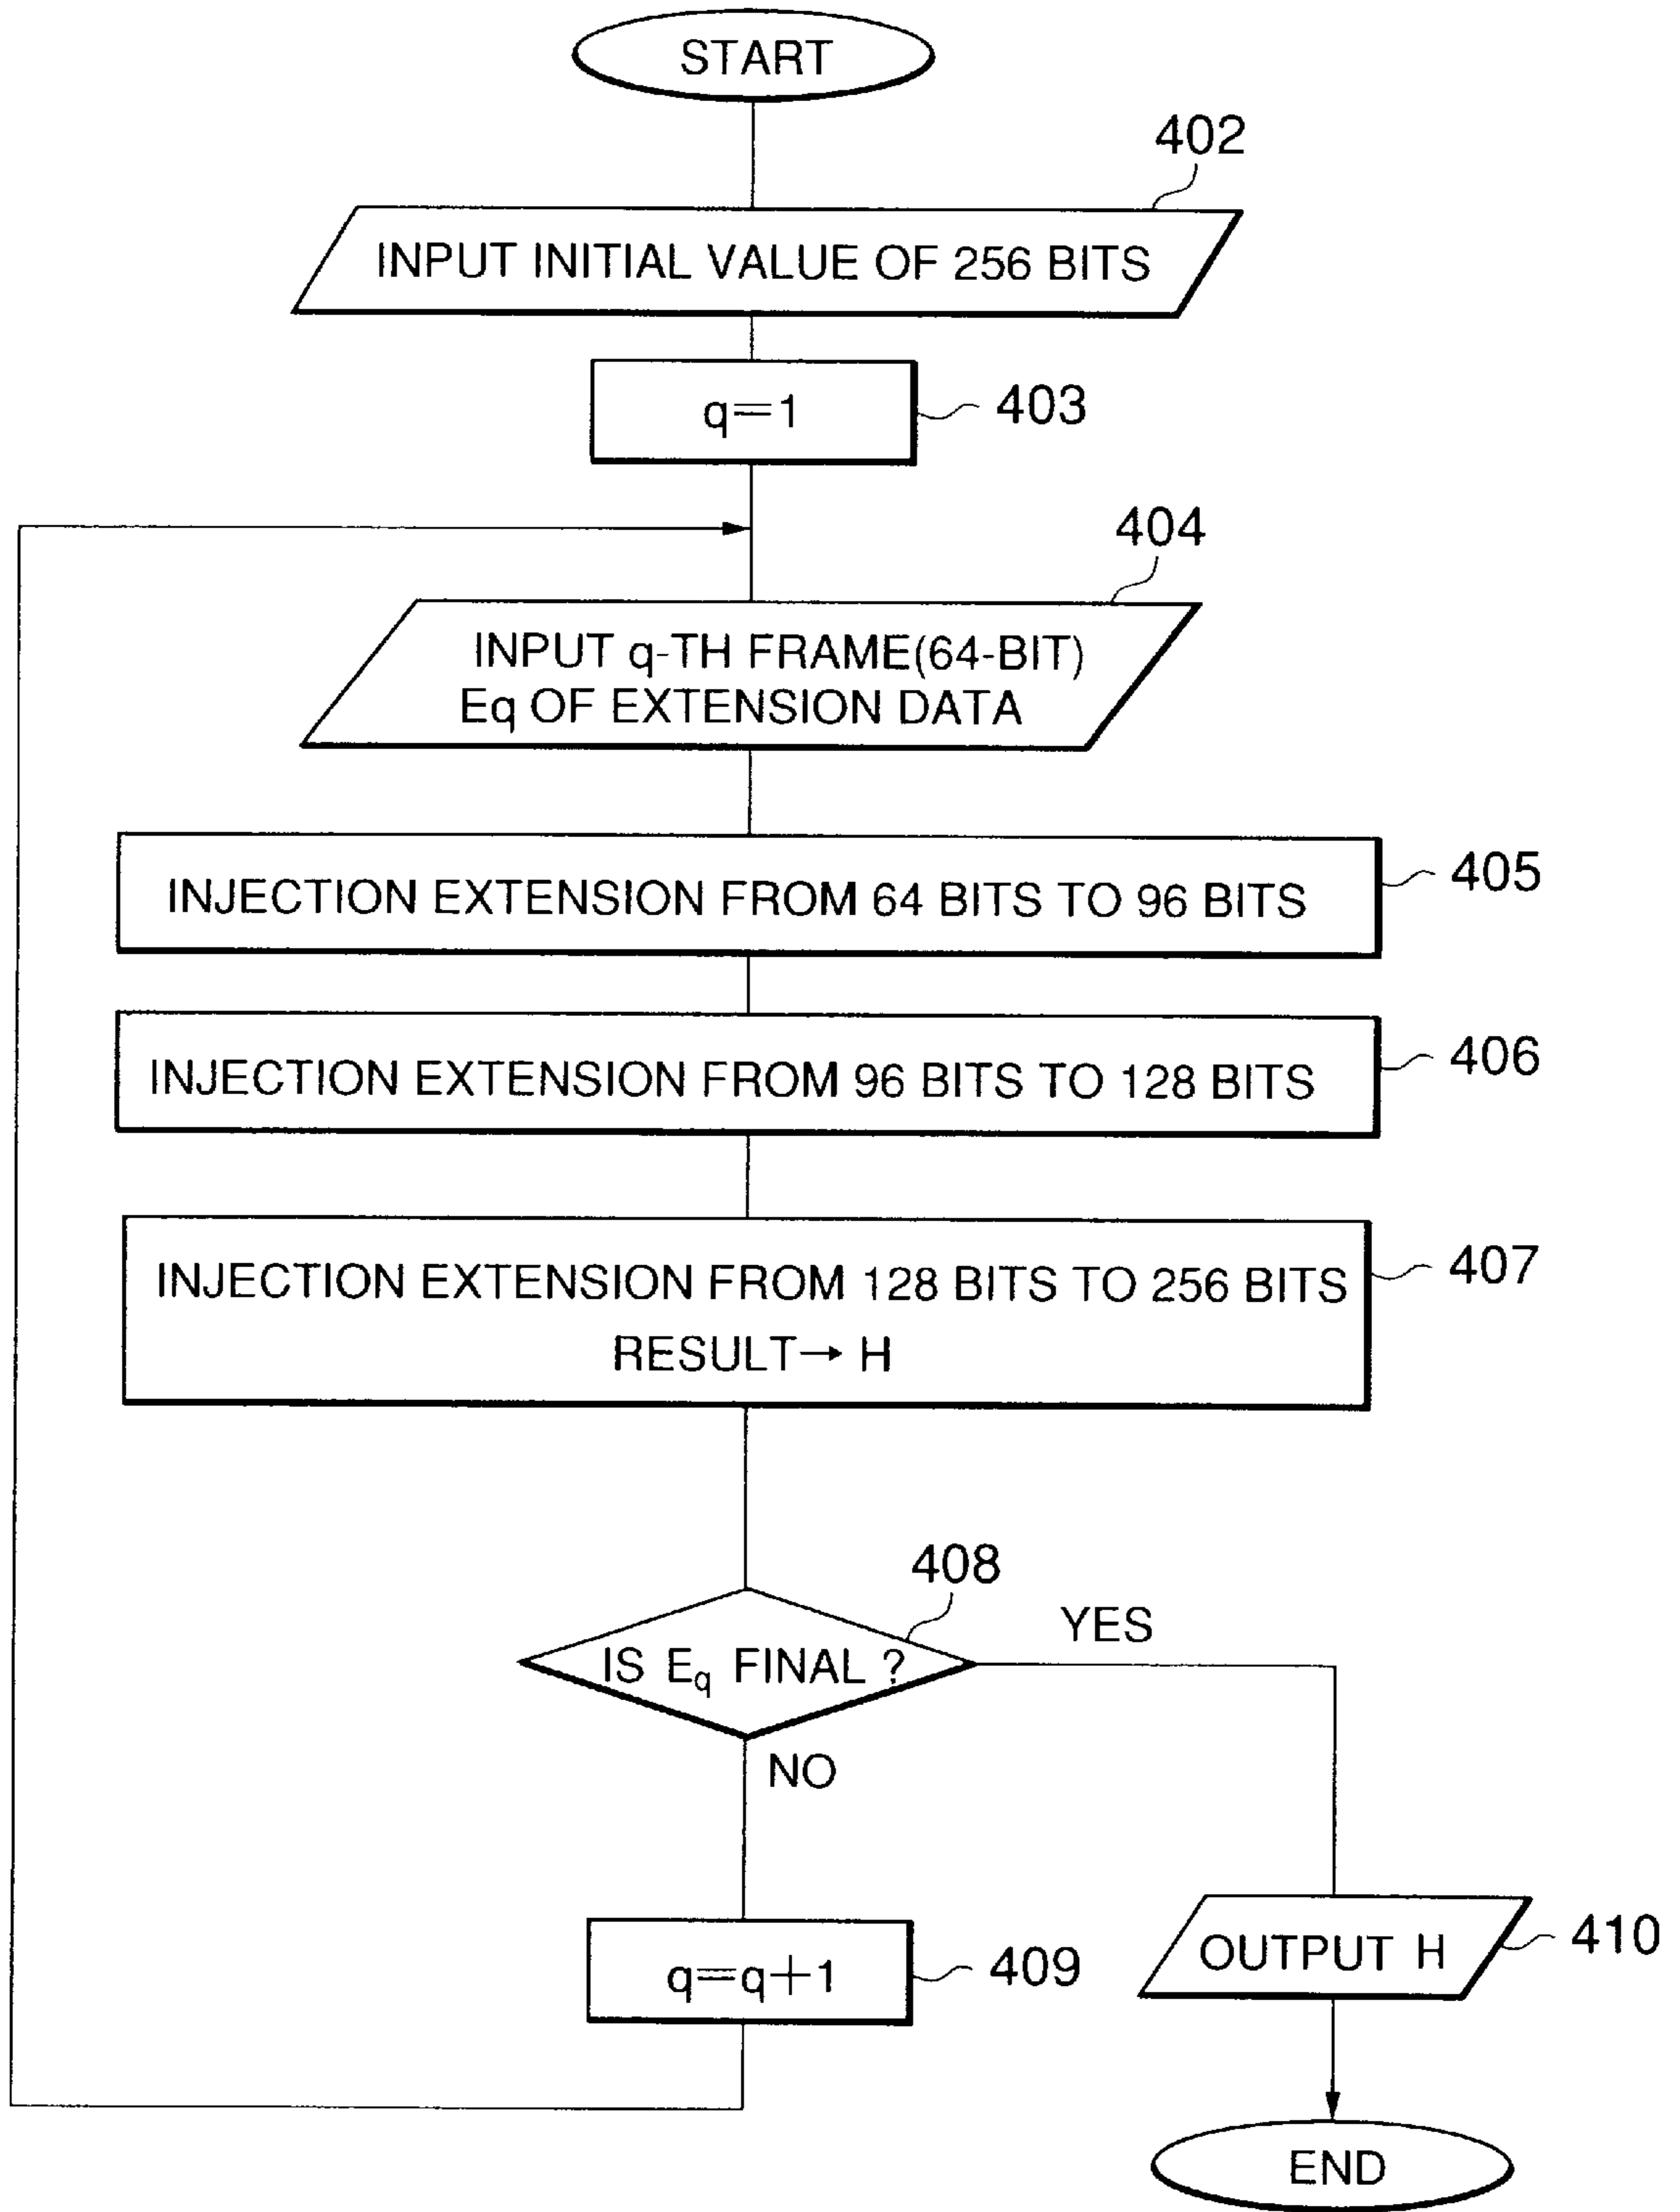 START
402
INPUT INITIAL VALUE OF 256 BITS
q=1
403
404
INPUT q-TH FRAME(64-BIT)
Eq OF EXTENSION DATA
INJECTION EXTENSION FROM 64 BITS TO 96 BITS
405
INJECTION EXTENSION FROM 96 BITS TO 128 BITS
406
INJECTION EXTENSION FROM 128 BITS TO 256 BITS
407
RESULT→ H
408
YES
IS Eq FINAL ?
NO
q=q+1
409
OUTPUT H
410
END